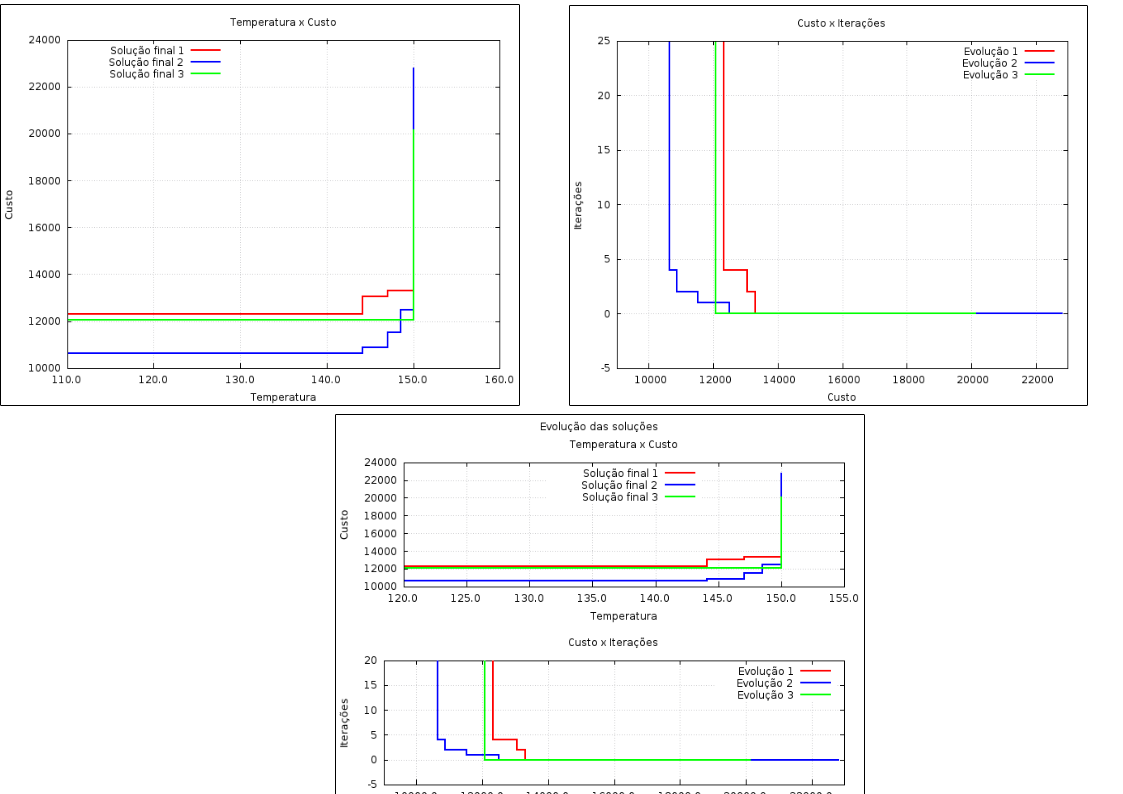 Temperatura x Custo
24000
22000
20000
18000
16000
14000
12000
10000
Custo
Solução final 1
Solução final 2
Solução final 3
110.0 120.0 130.0 140.0 150.0 160.0
Temperatura
Custo x Iterações
25
20
15
10
5
0
-5
Iterações
Evolução 1
Evolução 2
Evolução 3
10000 12000 14000 16000 18000 20000 22000
Custo
Evolução das soluções
Temperatura x Custo
24000
22000
20000
18000
16000
14000
12000
10000
Custo
Solução final 1
Solução final 2
Solução final 3
120.0 125.0 130.0 135.0 140.0 145.0 150.0 155.0
Temperatura
Custo x Iterações
20
15
10
5
0
-5
Iterações
Evolução 1
Evolução 2
Evolução 3